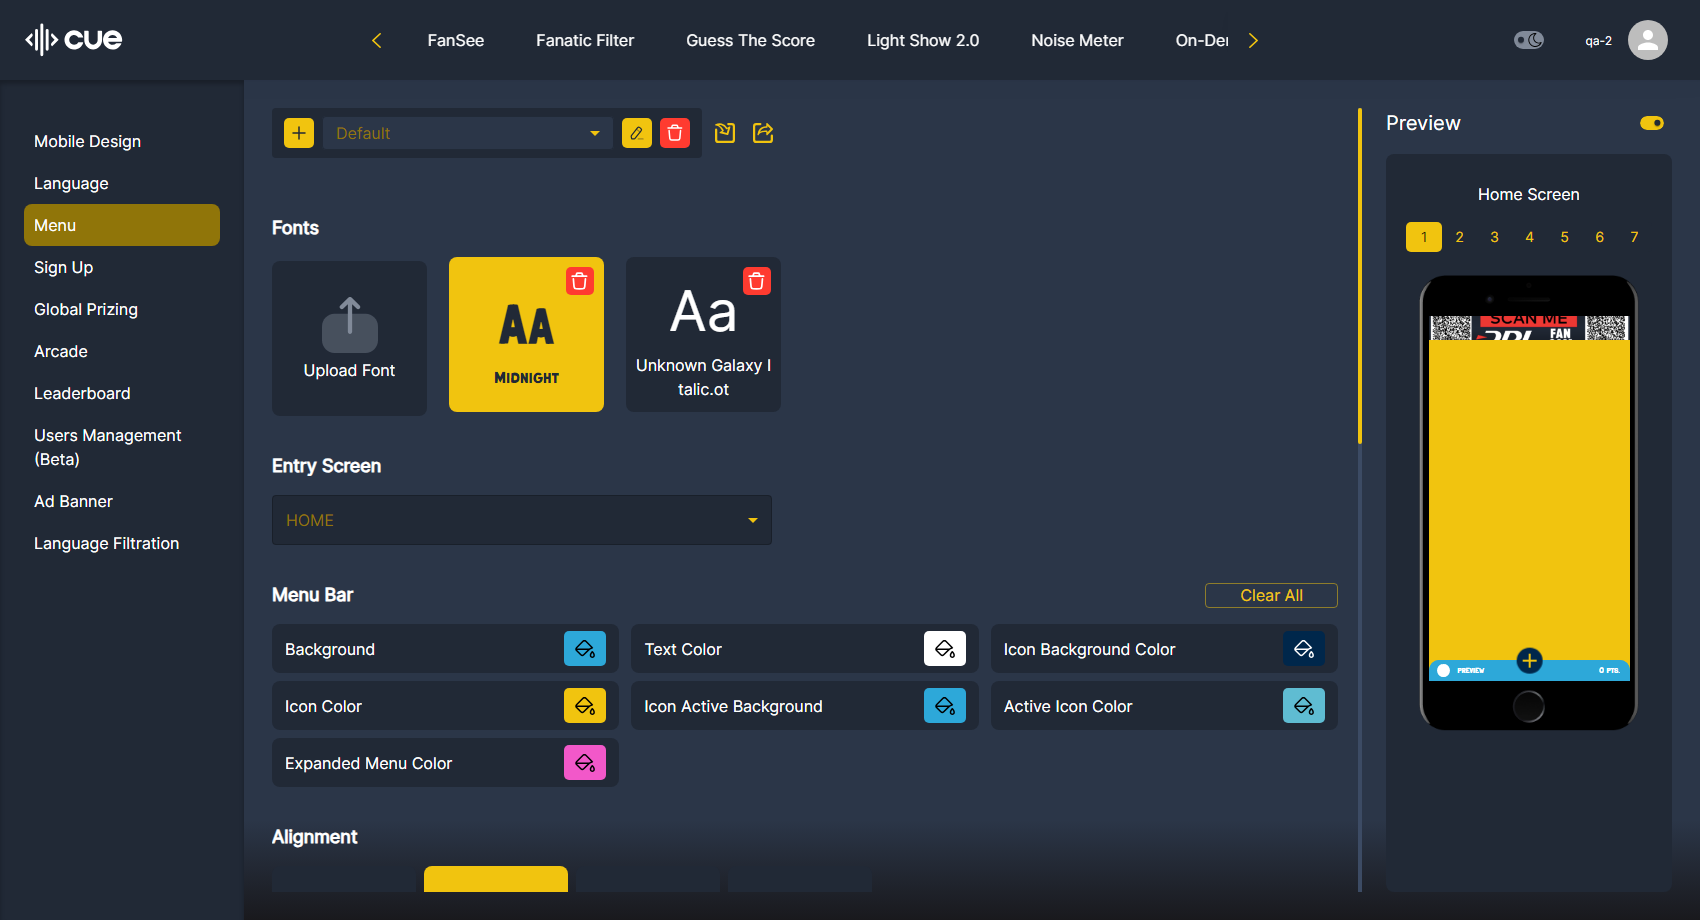 cue
FanSee
Fanatic Filter
Guess The Score
Light Show 2.0
Noise Meter
On-Der
qa-2
Mobile Design
Language
Menu
Sign Up
Global Prizing
Arcade
Leaderboard
Users Management
(Beta)
Ad Banner
Language Filtration
Default
Fonts
Upload Font
AA
MIDNIGHT
Aa
Unknown Galaxy I
talic.ot
Entry Screen
HOME
Menu Bar
Clear All
Background
Text Color
Icon Background Color
Icon Color
Icon Active Background
Active Icon Color
Expanded Menu Color
Alignment
Preview
Home Screen
1 2 3 4 5 6 7
SCAN ME
FAN
PREVIEW
0 PTS.